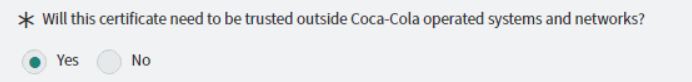 * Will this certificate need to be trusted outside Coca-Cola operated systems and networks?
Yes No